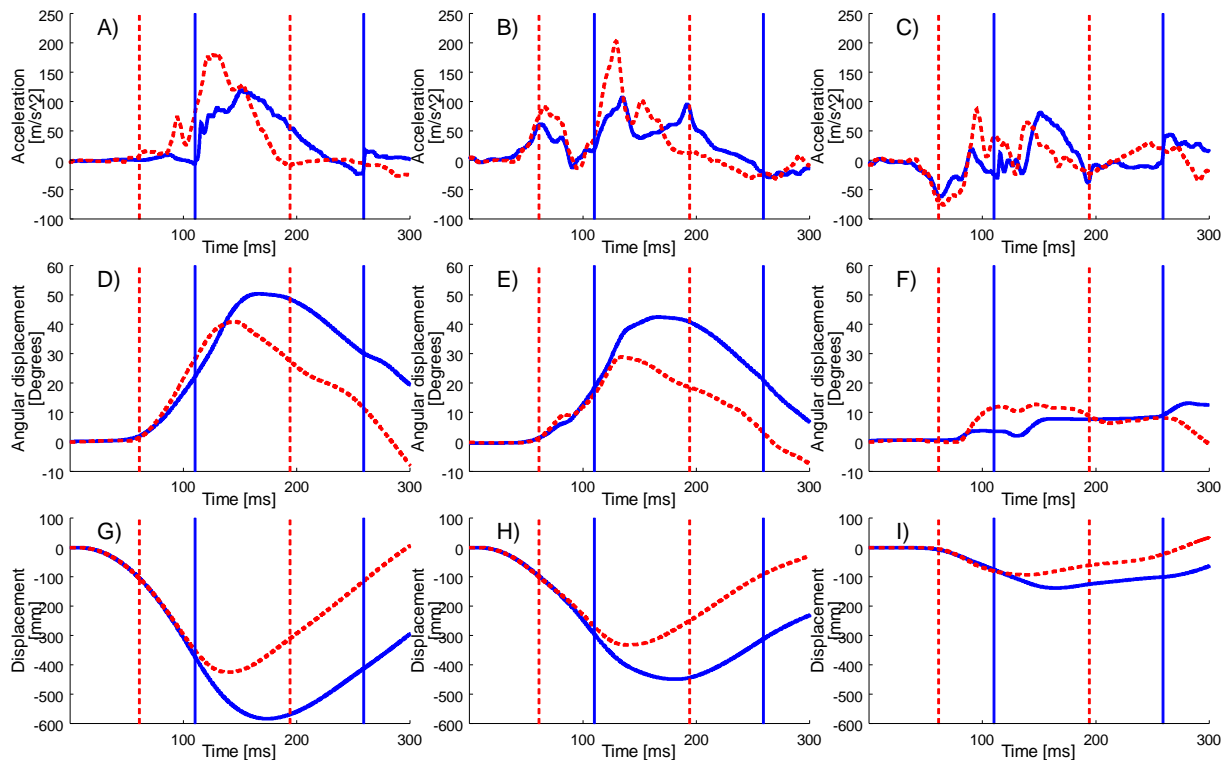 A)
250
200
150
100
50
0
-50
-100
Acceleration
[m/s^2]
100
200
300
Time [ms]
B)
250
200
150
100
50
0
-50
-100
Acceleration
[m/s^2]
100
200
300
Time [ms]
C)
250
200
150
100
50
0
-50
-100
Acceleration
[m/s^2]
100
200
300
Time [ms]
D)
60
50
40
30
20
10
0
-10
Angular displacement
[Degrees]
100
200
300
Time [ms]
E)
60
50
40
30
20
10
0
-10
Angular displacement
[Degrees]
100
200
300
Time [ms]
F)
60
50
40
30
20
10
0
-10
Angular displacement
[Degrees]
100
200
300
Time [ms]
G)
100
0
-100
-200
-300
-400
-500
-600
Displacement
[mm]
100
200
300
Time [ms]
H)
100
0
-100
-200
-300
-400
-500
-600
Displacement
[mm]
100
200
300
Time [ms]
I)
100
0
-100
-200
-300
-400
-500
-600
Displacement
[mm]
100
200
300
Time [ms]